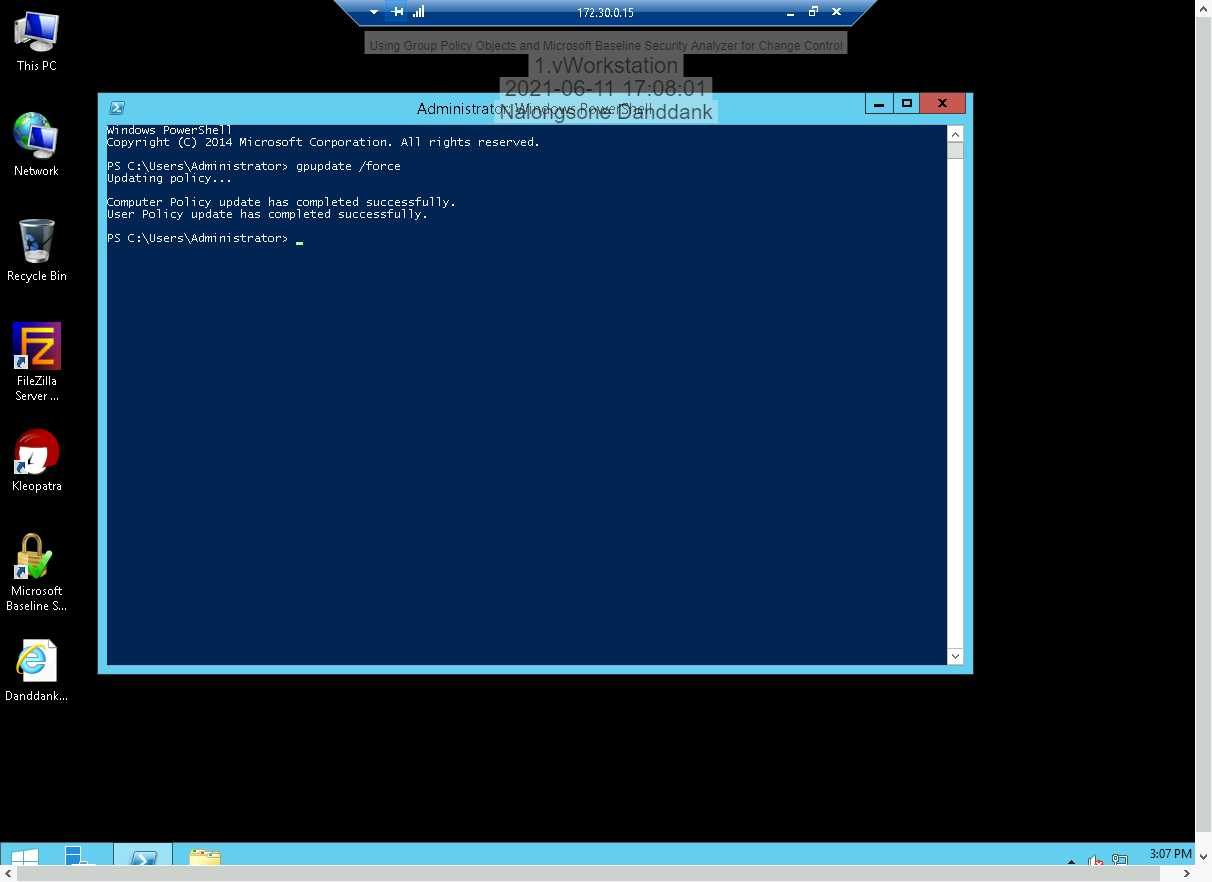 172.30.0.15
Using Group Policy Objects and Microsoft Baseline Security Analyzer for Change Control
1.vWorkstation
2021-06-11 17:08:01
Nalongsone Danddank
Administrator: Windows PowerShell
Windows PowerShell
Copyright (C) 2014 Microsoft Corporation. All rights reserved.
PS C:\Users\Administrator> gpupdate /force
Updating policy...
Computer Policy update has completed successfully.
User Policy update has completed successfully.
PS C:\Users\Administrator> _
This PC
Network
Recycle Bin
FileZilla
Server ...
Kleopatra
Microsoft
Baseline S...
Danddank...
3:07 PM